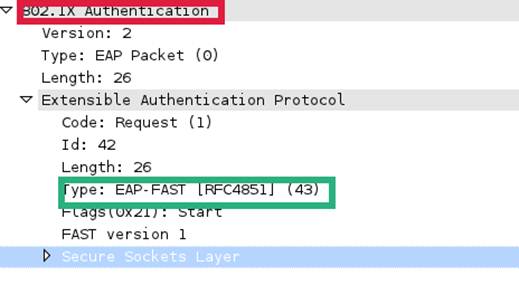 802.1X Authentication
Version: 2
Type: EAP Packet (0)
Length: 26
Extensible Authentication Protocol
Code: Request (1)
Id: 42
Length: 26
Type: EAP-FAST [RFC4851] (43)
Flags(0x21): Start
FAST version 1
Secure Sockets Layer